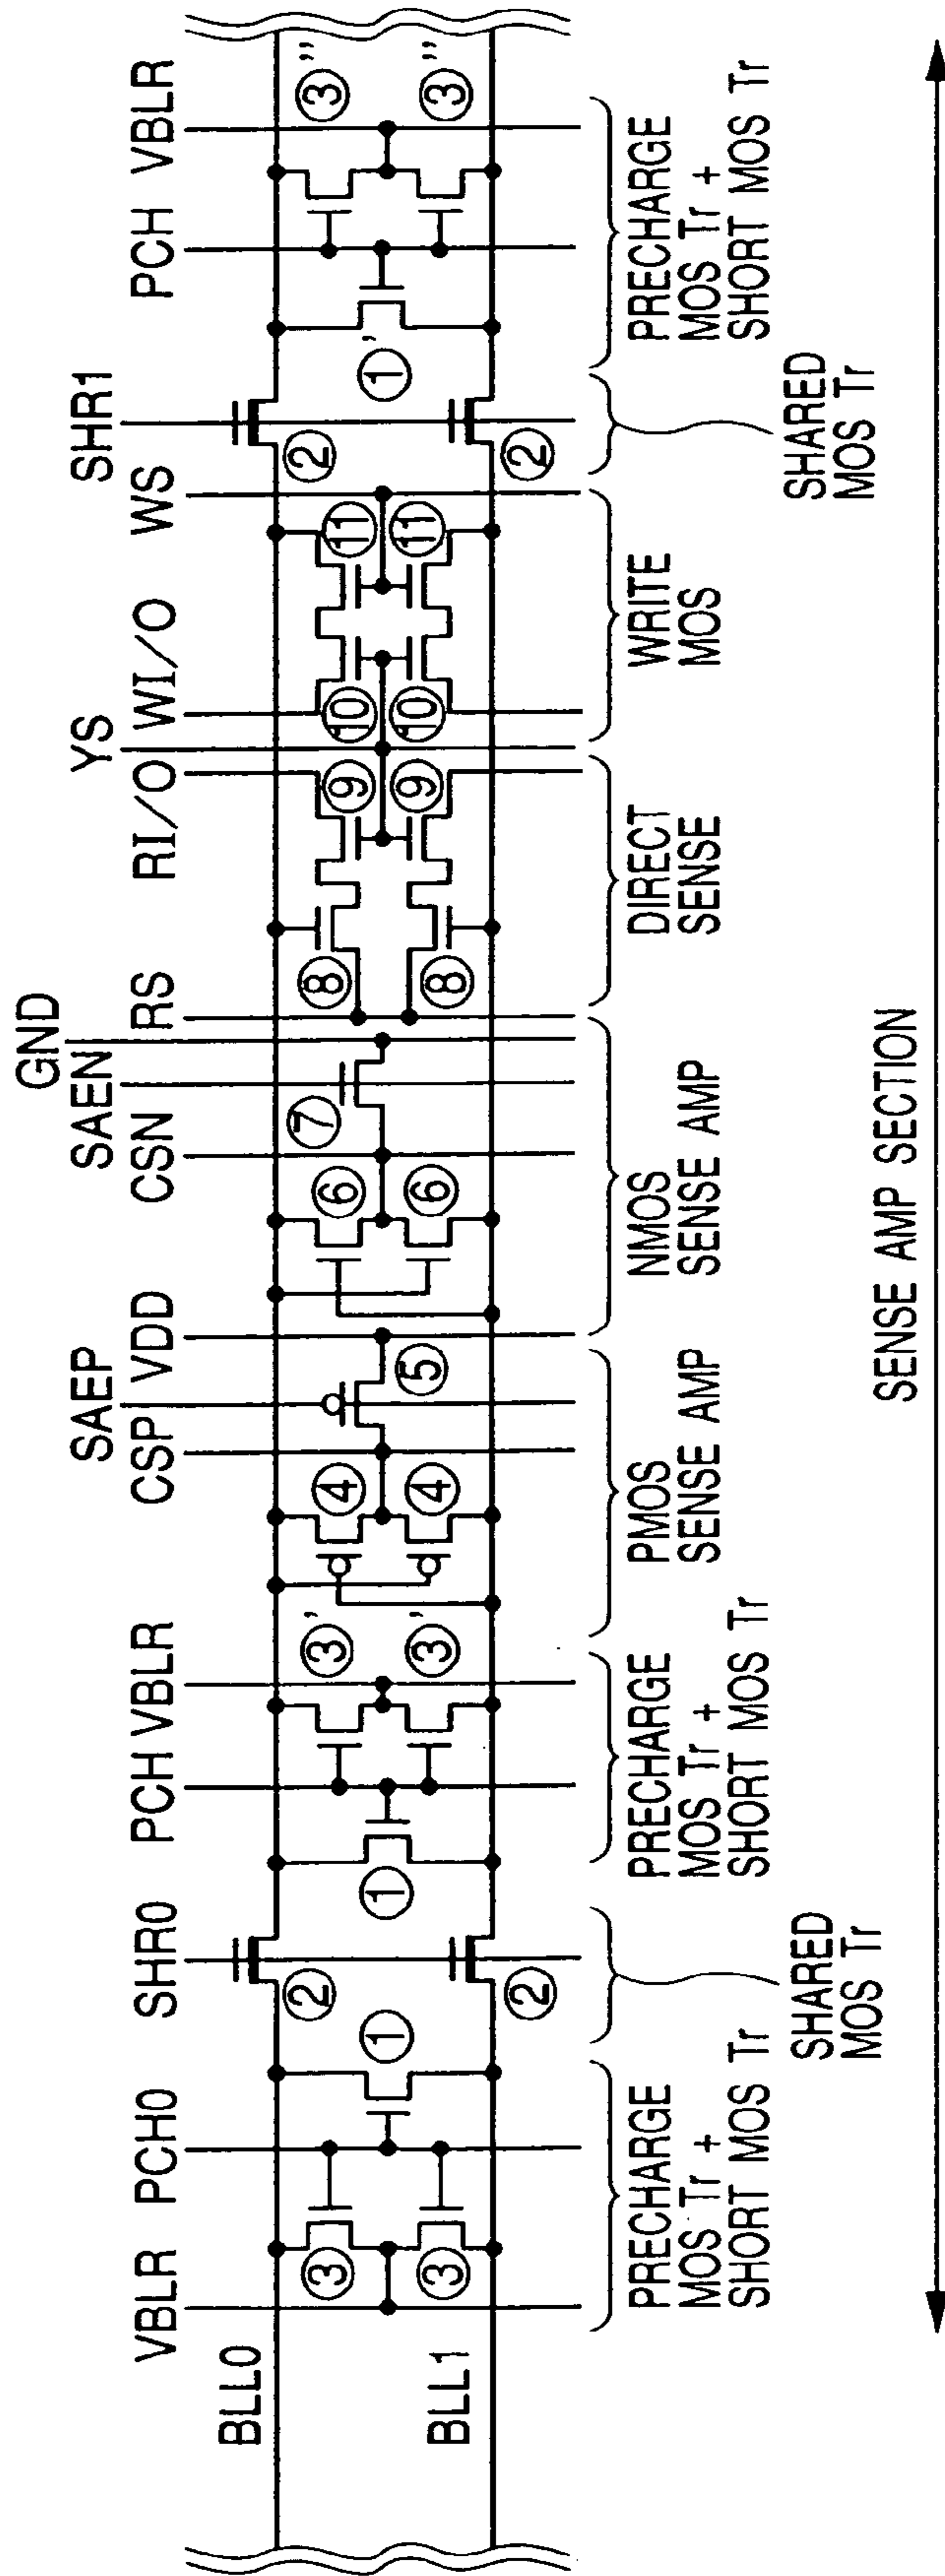 VBLR
PCH0
SHR0
PCH
VBLR
CSP
SAEP
VDD
CSN
SAEN
GND
RS
RI/O
YS
WI/O
WS
SHR1
PCH
VBLR
BLL0
BLL1
③
③
①
②
②
①
③'
③'
④
④
⑤
⑥
⑥
⑦
⑧
⑧
⑨
⑨
⑩
⑩
⑪
⑪
②
②
①'
③"
③"
PRECHARGE
MOS Tr +
SHORT MOS Tr
SHARED
MOS Tr
PRECHARGE
MOS Tr +
SHORT MOS Tr
PMOS
SENSE AMP
NMOS
SENSE AMP
DIRECT
SENSE
WRITE
MOS
SHARED
MOS Tr
PRECHARGE
MOS Tr +
SHORT MOS Tr
SENSE AMP SECTION